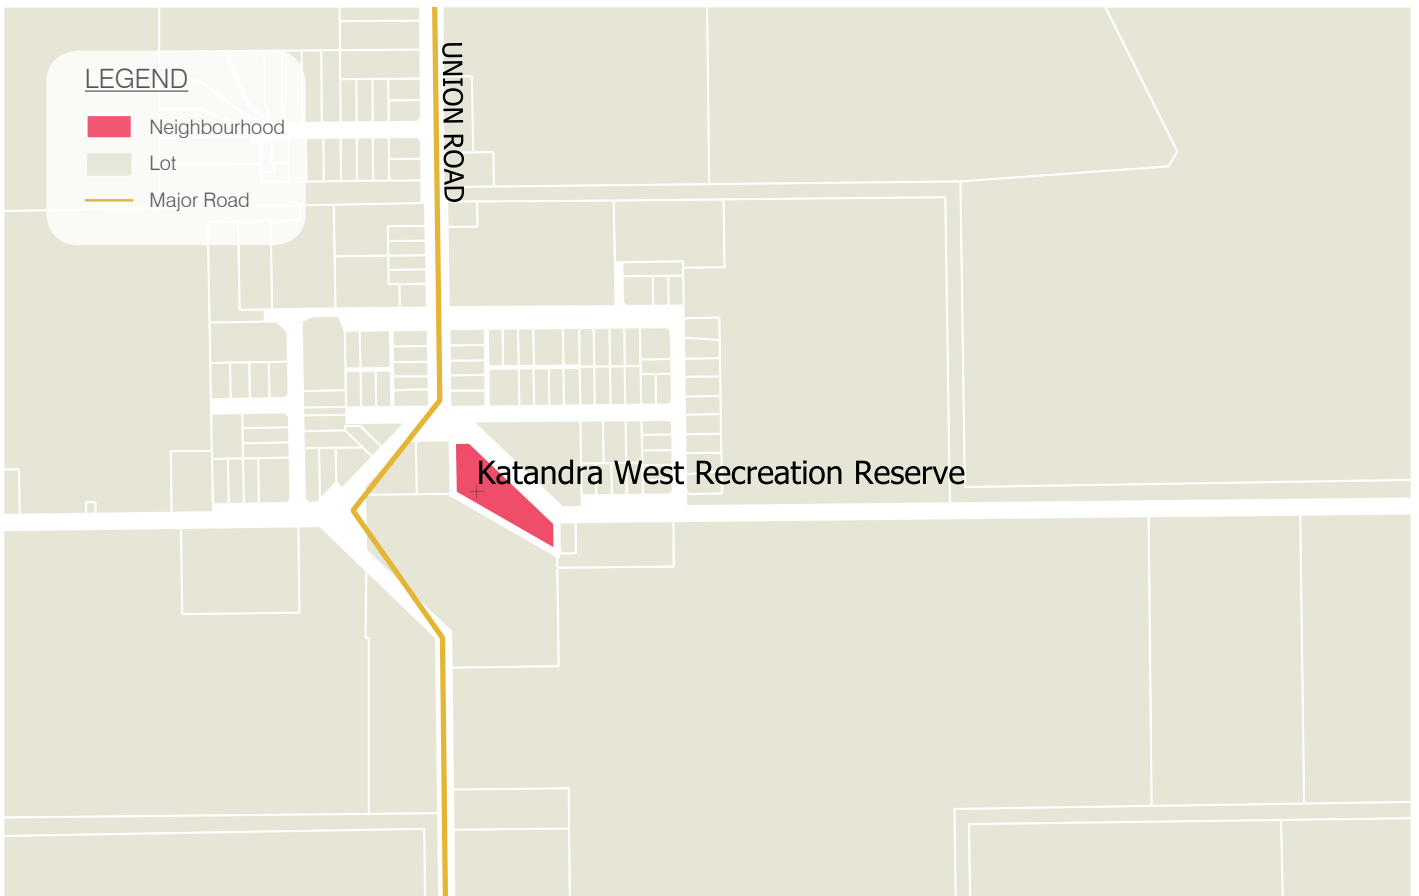 LEGEND
Neighbourhood
Lot
Major Road
UNION ROAD
Katandra West Recreation Reserve